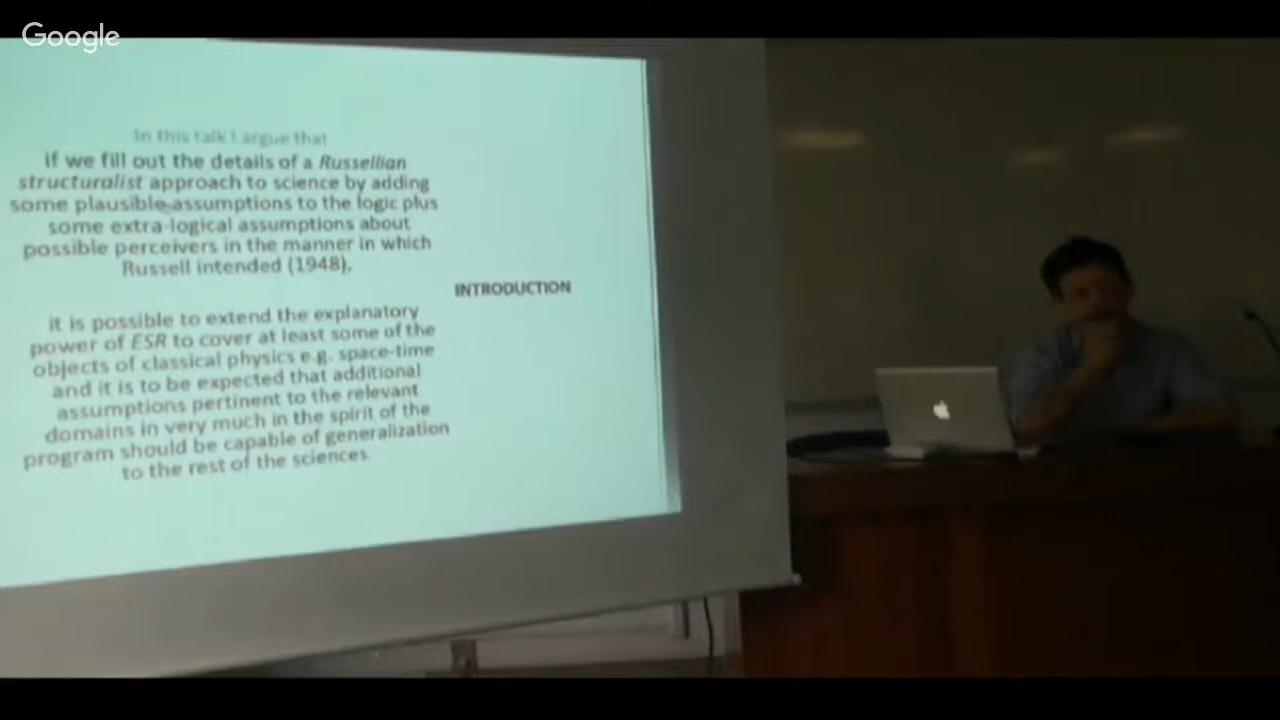 Google
In this talk I argue that
if we fill out the details of a Russellian
structuralist approach to science by adding
some plausible assumptions to the logic plus
some extra-logical assumptions about
possible perceivers in the manner in which
Russell intended (1948),
INTRODUCTION
it is possible to extend the explanatory
power of ESR to cover at least some of the
objects of classical physics e.g. space-time
and it is to be expected that additional
assumptions pertinent to the relevant
domains in very much in the spirit of the
program should be capable of generalization
to the rest of the sciences